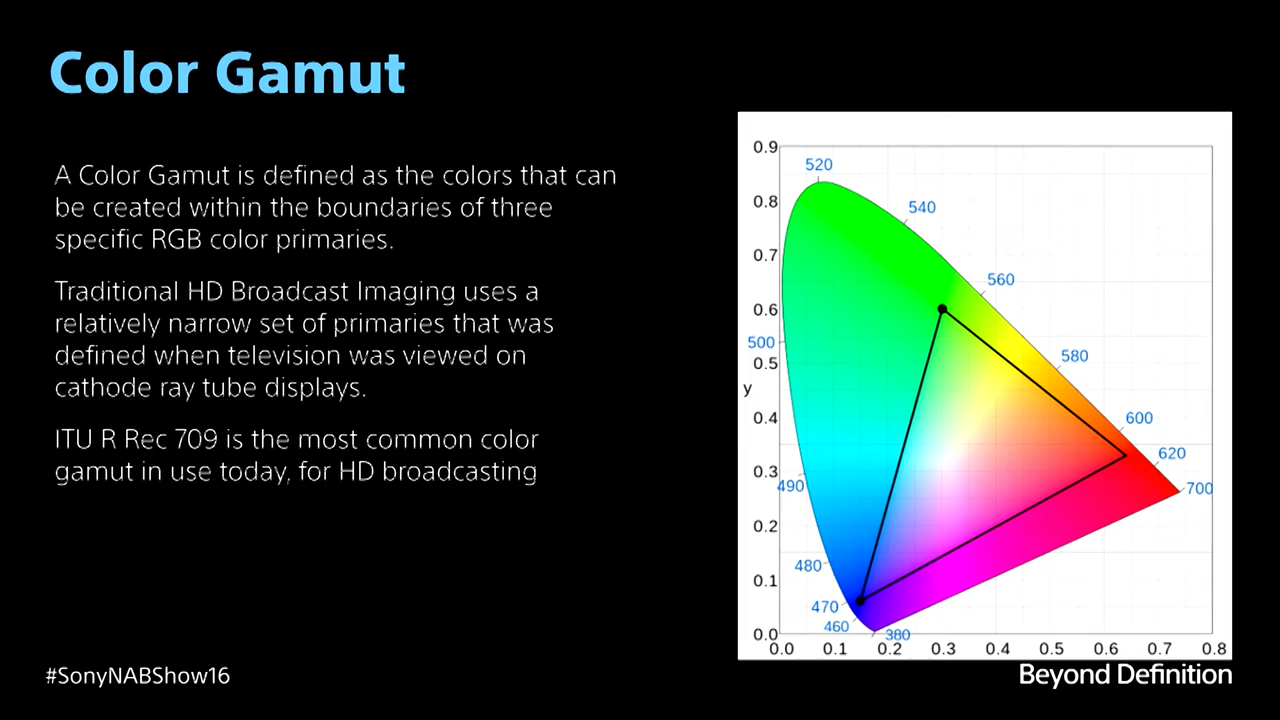 Color Gamut
A Color Gamut is defined as the colors that can
be created within the boundaries of three
specific RGB color primaries.
Traditional HD Broadcast Imaging uses a
relatively narrow set of primaries that was
defined when television was viewed on
cathode ray tube displays.
ITU R Rec 709 is the most common color
gamut in use today, for HD broadcasting
0.9
520
0.8
540
0.7
560
0.6
500
580
0.5
y
0.4
600
620
0.3
490
700
0.2
480
0.1
470
460
380
0.0
0.0 0.1 0.2 0.3 0.4 0.5 0.6 0.7 0.8
#SonyNABShow16
Beyond Definition